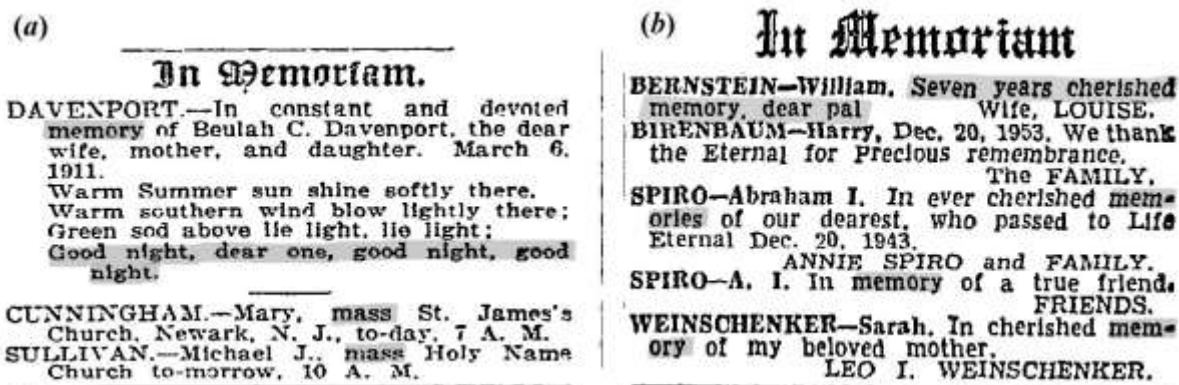 (a)
In Memoriam.
DAVENPORT.—In constant and devoted
memory of Beulah C. Davenport, the dear
wife, mother, and daughter. March 6,
1911.
Warm Summer sun shine softly there.
Warm southern wind blow lightly there;
Green sod above lie light, lie light;
Good night, dear one, good night, good
night.
CUNNINGHAM.—Mary, mass St. James's
Church, Newark, N. J., to-day, 7 A. M.
SULLIVAN.—Michael J., mass Holy Name
Church to-morrow, 10 A. M.
(b)
In Memoriam
BERNSTEIN—William. Seven years cherished
memory, dear pal Wife, LOUISE.
BIRENBAUM—Harry, Dec. 20, 1953. We thank
the Eternal for Precious remembrance.
The FAMILY.
SPIRO—Abraham I. In ever cherished mem-
ories of our dearest, who passed to Life
Eternal Dec. 20, 1943.
ANNIE SPIRO and FAMILY.
SPIRO—A. I. In memory of a true friend.
FRIENDS.
WEINSCHENKER—Sarah. In cherished mem-
ory of my beloved mother.
LEO I. WEINSCHENKER.